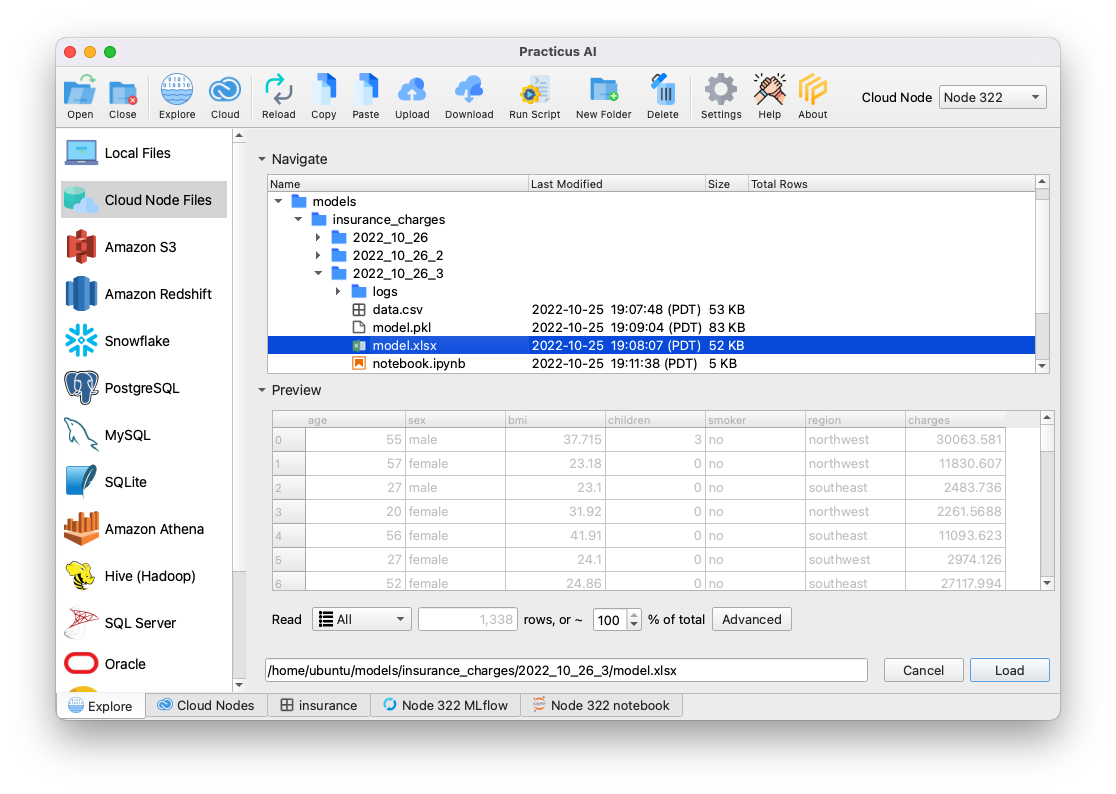 Practicus AI
Open Close Explore Cloud Reload Copy Paste Upload Download Run Script New Folder Delete Settings Help About Cloud Node Node 322
Local Files
Cloud Node Files
Amazon S3
Amazon Redshift
Snowflake
PostgreSQL
MySQL
SQLite
Amazon Athena
Hive (Hadoop)
SQL Server
Oracle
Navigate
Name Last Modified Size Total Rows
models
insurance_charges
2022_10_26
2022_10_26_2
2022_10_26_3
logs
data.csv 2022-10-25 19:07:48 (PDT) 53 KB
model.pkl 2022-10-25 19:09:04 (PDT) 83 KB
model.xlsx 2022-10-25 19:08:07 (PDT) 52 KB
notebook.ipynb 2022-10-25 19:11:38 (PDT) 5 KB
Preview
age sex bmi children smoker region charges
0 55 male 37.715 3 no northwest 30063.581
1 57 female 23.18 0 no northwest 11830.607
2 27 male 23.1 0 no southeast 2483.736
3 20 female 31.92 0 no northwest 2261.5688
4 56 female 41.91 0 no southeast 11093.623
5 27 female 24.1 0 no southwest 2974.126
6 52 female 24.86 0 no southeast 27117.994
Read All 1,338 rows, or ~ 100 % of total Advanced
/home/ubuntu/models/insurance_charges/2022_10_26_3/model.xlsx Cancel Load
Explore Cloud Nodes insurance Node 322 MLflow Node 322 notebook